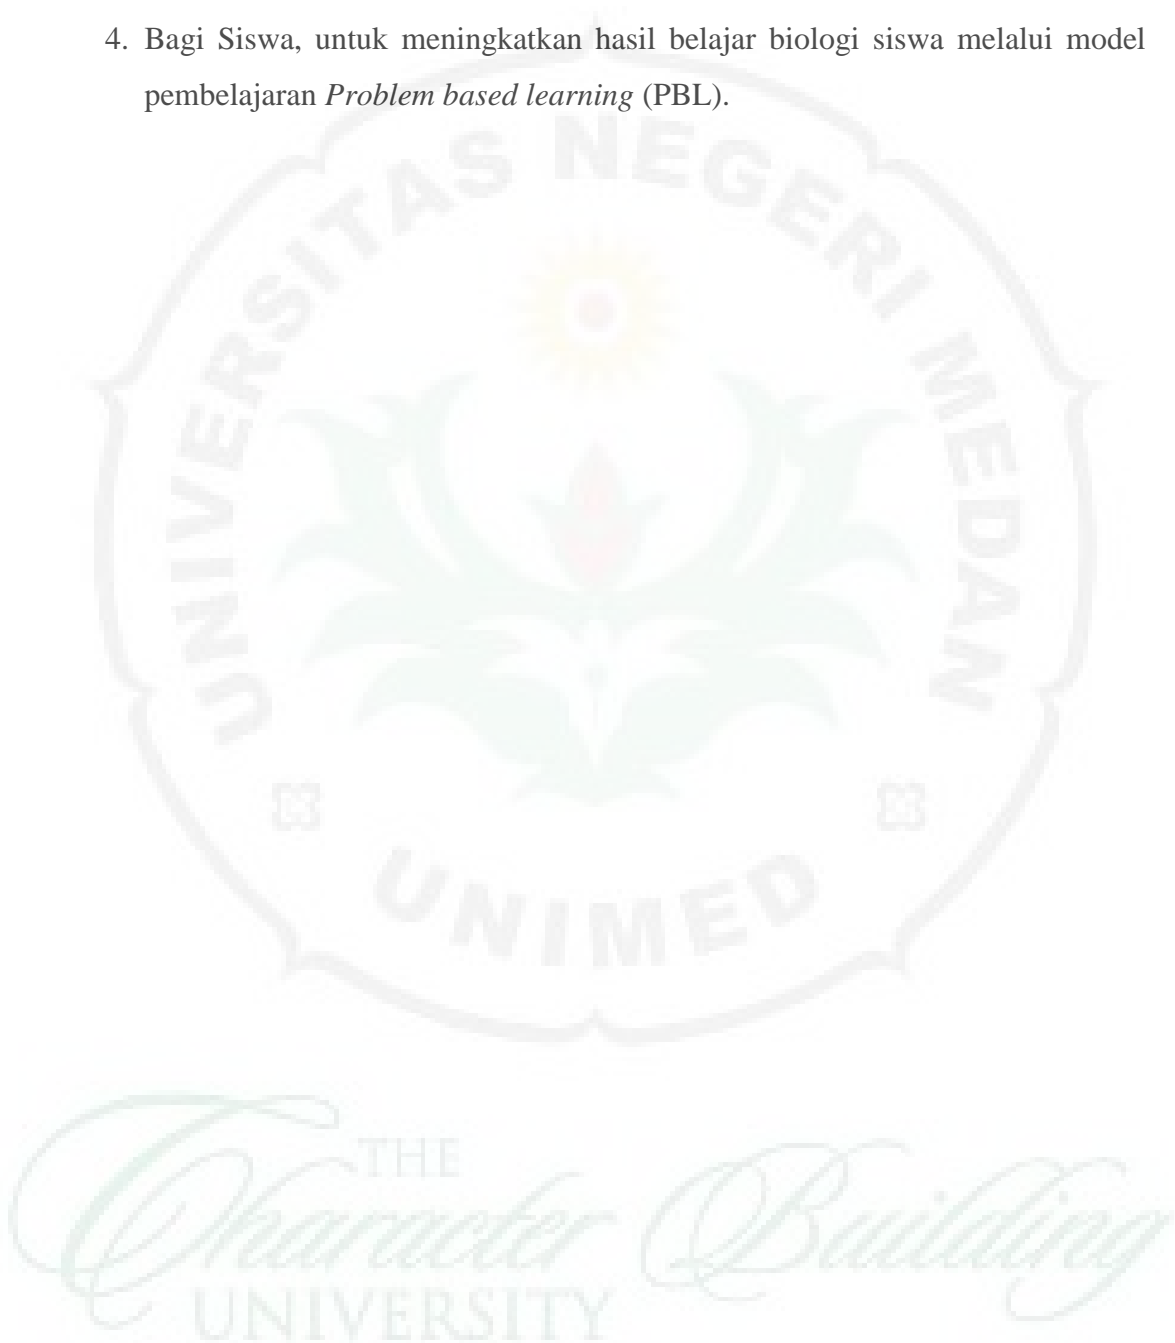 4. Bagi Siswa, untuk meningkatkan hasil belajar biologi siswa melalui model
pembelajaran Problem based learning (PBL).
UNIVERSITAS NEGERI MEDAN
UNIMED
THE
Character Building
UNIVERSITY